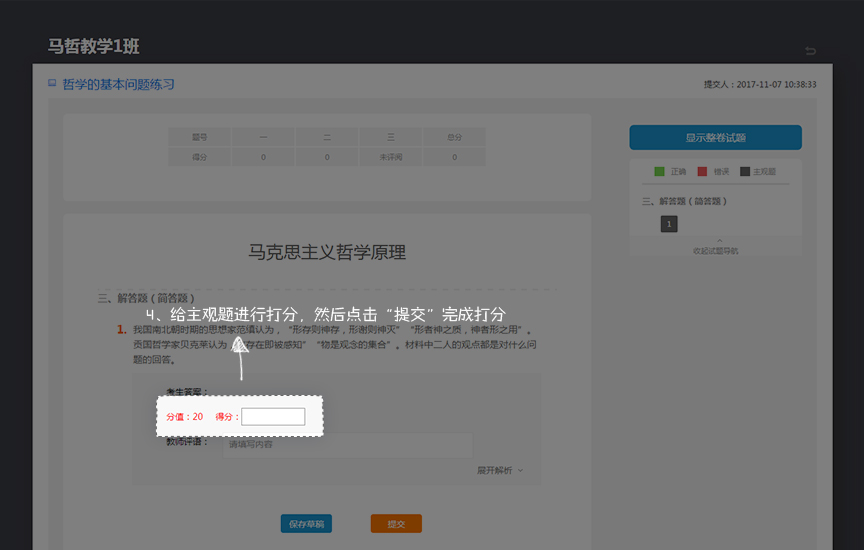 马哲教学1班
哲学的基本问题练习
提交人：2017-11-07 10:38:33
题号 一 二 三 总分
得分 0 0 未评阅 0
显示整卷试题
正确 错误 主观题
三、解答题（简答题）
1
收起试题导航
马克思主义哲学原理
三、解答题（简答题）
4、给主观题进行打分，然后点击“提交”完成打分
1. 我国南北朝时期的思想家范缜认为，“形存则神存，形谢则神灭”“形者神之质，神者形之用”。
贡国哲学家贝克莱认为“存在即被感知”“物是观念的集合”。材料中二人的观点都是对什么问
题的回答。
考生答案：
分值：20 得分：
教师评语： 请填写内容
展开解析
保存草稿 提交